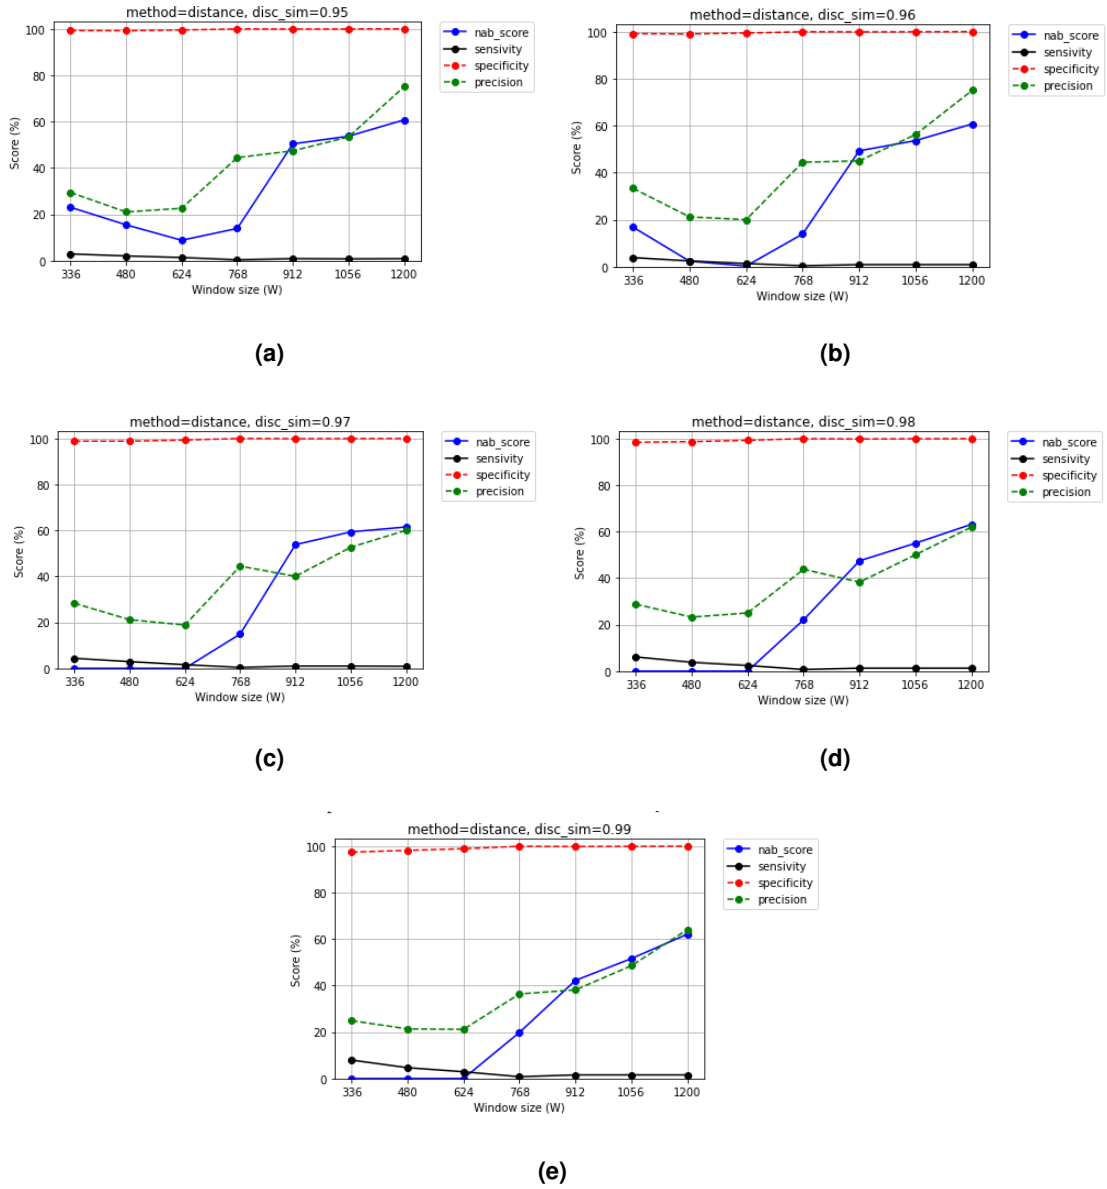 method=distance, disc_sim=0.95
100
80
60
40
20
0
Score (%)
336 480 624 768 912 1056 1200
Window size (W)
nab_score
sensivity
specificity
precision
(a)
method=distance, disc_sim=0.96
100
80
60
40
20
0
Score (%)
336 480 624 768 912 1056 1200
Window size (W)
nab_score
sensivity
specificity
precision
(b)
method=distance, disc_sim=0.97
100
80
60
40
20
0
Score (%)
336 480 624 768 912 1056 1200
Window size (W)
nab_score
sensivity
specificity
precision
(c)
method=distance, disc_sim=0.98
100
80
60
40
20
0
Score (%)
336 480 624 768 912 1056 1200
Window size (W)
nab_score
sensivity
specificity
precision
(d)
method=distance, disc_sim=0.99
100
80
60
40
20
0
Score (%)
336 480 624 768 912 1056 1200
Window size (W)
nab_score
sensivity
specificity
precision
(e)